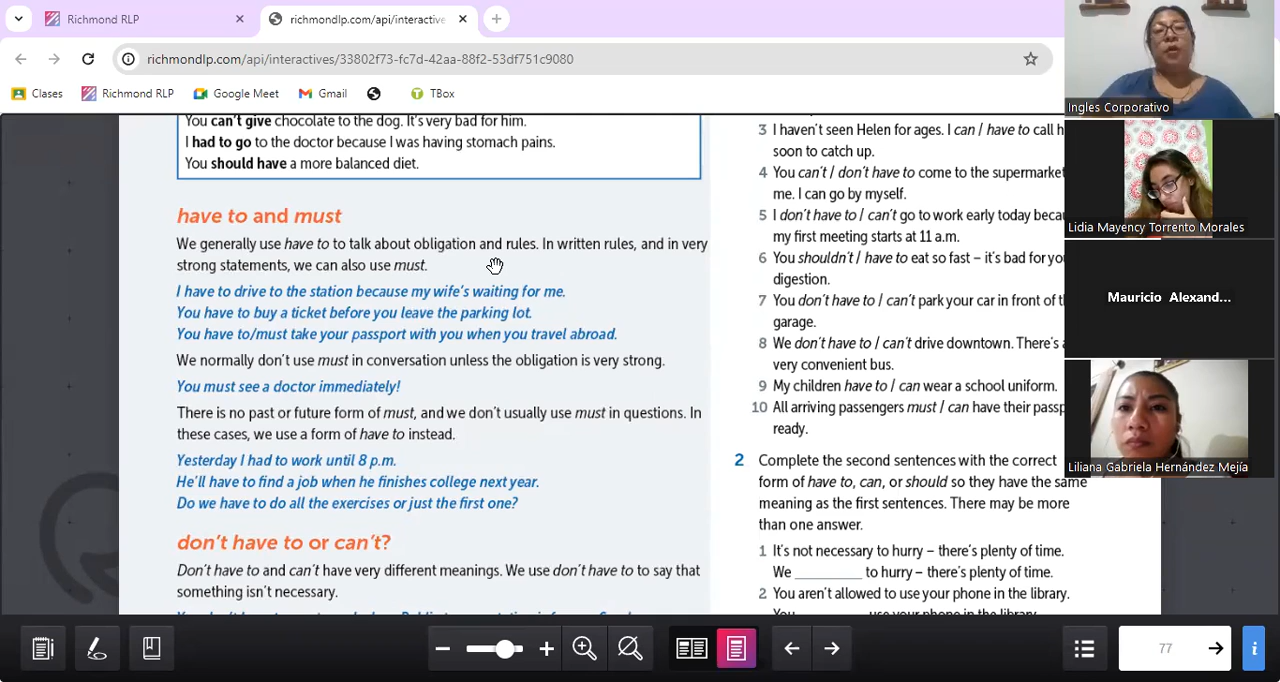 Richmond RLP
richmondlp.com/api/interactive
richmondlp.com/api/interactives/33802f73-fc7d-42aa-88f2-53df751c9080
Clases
Richmond RLP
Google Meet
Gmail
TBox
You can't give chocolate to the dog. It's very bad for him.
I had to go to the doctor because I was having stomach pains.
You should have a more balanced diet.
have to and must
We generally use have to to talk about obligation and rules. In written rules, and in very
strong statements, we can also use must.
I have to drive to the station because my wife's waiting for me.
You have to buy a ticket before you leave the parking lot.
You have to/must take your passport with you when you travel abroad.
We normally don't use must in conversation unless the obligation is very strong.
You must see a doctor immediately!
There is no past or future form of must, and we don't usually use must in questions. In
these cases, we use a form of have to instead.
Yesterday I had to work until 8 p.m.
He'll have to find a job when he finishes college next year.
Do we have to do all the exercises or just the first one?
don't have to or can't?
Don't have to and can't have very different meanings. We use don't have to to say that
something isn't necessary.
3 I haven't seen Helen for ages. I can / have to call h
soon to catch up.
4 You can't / don't have to come to the supermarket
me. I can go by myself.
5 I don't have to / can't go to work early today becau
my first meeting starts at 11 a.m.
6 You shouldn't / have to eat so fast – it's bad for you
digestion.
7 You don't have to / can't park your car in front of th
garage.
8 We don't have to / can't drive downtown. There's a
very convenient bus.
9 My children have to / can wear a school uniform.
10 All arriving passengers must / can have their passp
ready.
2 Complete the second sentences with the correct
form of have to, can, or should so they have the same
meaning as the first sentences. There may be more
than one answer.
1 It's not necessary to hurry – there's plenty of time.
We ________ to hurry – there's plenty of time.
2 You aren't allowed to use your phone in the library.
You ________ use your phone in the library.
Ingles Corporativo
Lidia Mayency Torrento Morales
Mauricio Alexand...
Liliana Gabriela Hernández Mejía
77
i